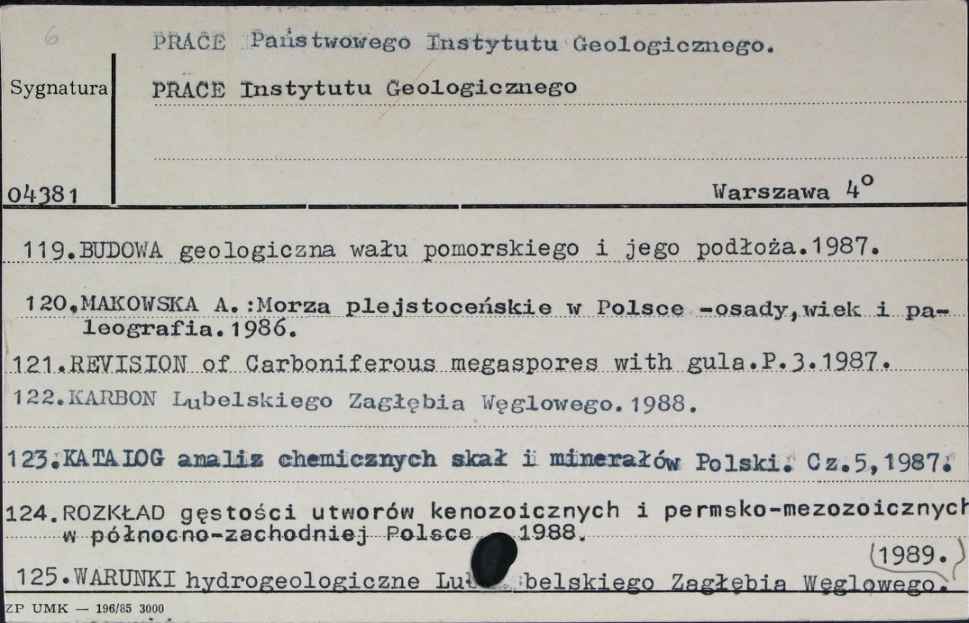 6
PRACE Państwowego Instytutu Geologicznego.
Sygnatura PRACE Instytutu Geologicznego
04381 Warszawa 4°
119.BUDOWA geologiczna wału pomorskiego i jego podłoża.1987.
120.MAKOWSKA A.:Morza plejstoceńskie w Polsce -osady,wiek i pa-
leografia.1986.
121.REVISION of Carboniferous megaspores with gula.P.3.1987.
122.KARBON Lubelskiego Zagłębia Węglowego.1988.
123.KATALOG analiz chemicznych skał i minerałów Polski. Cz.5,1987.
124.ROZKŁAD gęstości utworów kenozoicznych i permsko-mezozoicznych
w północno-zachodniej Polsce 1988.
(1989.)
125.WARUNKI hydrogeologiczne Lu belskiego Zagłębia Węglowego.
ZP UMK — 196/85 3000